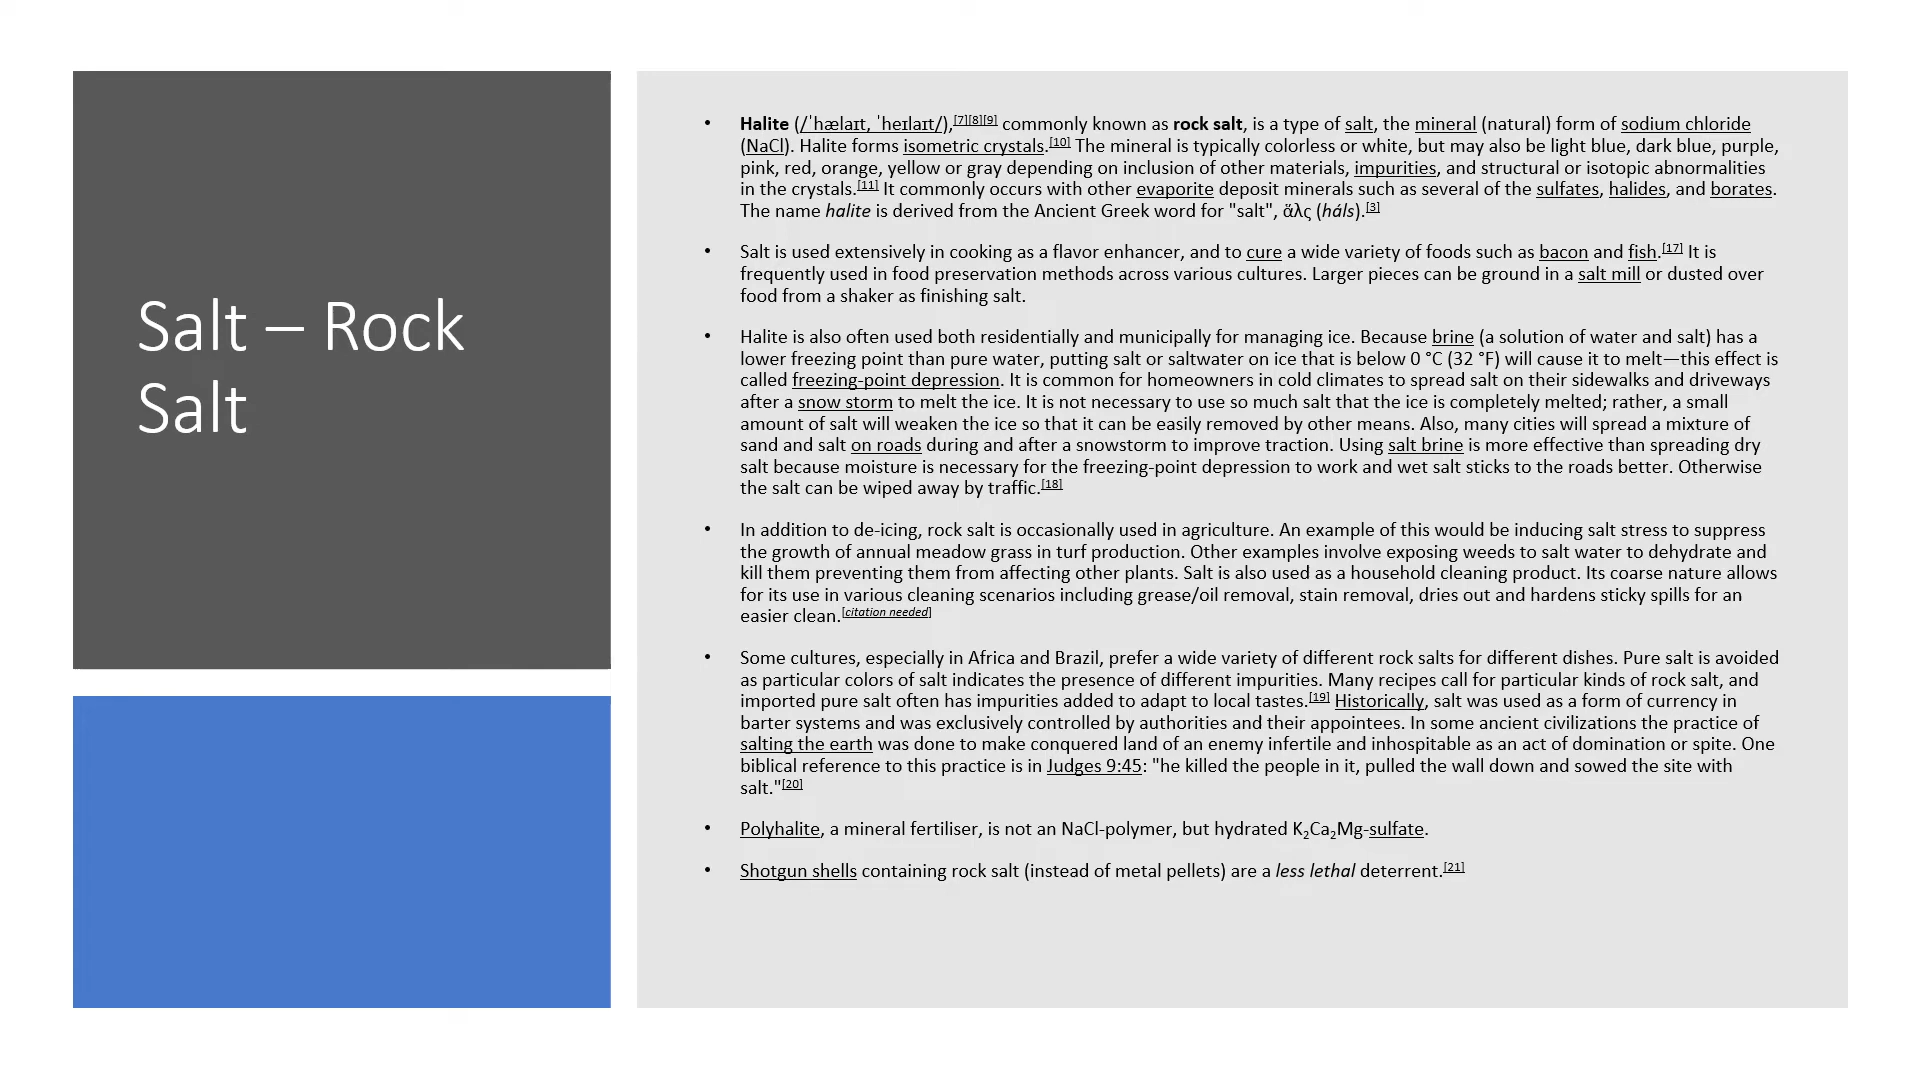 Salt – Rock
Salt
• Halite (/ˈhælaɪt, ˈheɪlaɪt/),[7][8][9] commonly known as rock salt, is a type of salt, the mineral (natural) form of sodium chloride
(NaCl). Halite forms isometric crystals.[10] The mineral is typically colorless or white, but may also be light blue, dark blue, purple,
pink, red, orange, yellow or gray depending on inclusion of other materials, impurities, and structural or isotopic abnormalities
in the crystals.[11] It commonly occurs with other evaporite deposit minerals such as several of the sulfates, halides, and borates.
The name halite is derived from the Ancient Greek word for "salt", ἅλς (háls).[3]
• Salt is used extensively in cooking as a flavor enhancer, and to cure a wide variety of foods such as bacon and fish.[17] It is
frequently used in food preservation methods across various cultures. Larger pieces can be ground in a salt mill or dusted over
food from a shaker as finishing salt.
• Halite is also often used both residentially and municipally for managing ice. Because brine (a solution of water and salt) has a
lower freezing point than pure water, putting salt or saltwater on ice that is below 0 °C (32 °F) will cause it to melt—this effect is
called freezing-point depression. It is common for homeowners in cold climates to spread salt on their sidewalks and driveways
after a snow storm to melt the ice. It is not necessary to use so much salt that the ice is completely melted; rather, a small
amount of salt will weaken the ice so that it can be easily removed by other means. Also, many cities will spread a mixture of
sand and salt on roads during and after a snowstorm to improve traction. Using salt brine is more effective than spreading dry
salt because moisture is necessary for the freezing-point depression to work and wet salt sticks to the roads better. Otherwise
the salt can be wiped away by traffic.[18]
• In addition to de-icing, rock salt is occasionally used in agriculture. An example of this would be inducing salt stress to suppress
the growth of annual meadow grass in turf production. Other examples involve exposing weeds to salt water to dehydrate and
kill them preventing them from affecting other plants. Salt is also used as a household cleaning product. Its coarse nature allows
for its use in various cleaning scenarios including grease/oil removal, stain removal, dries out and hardens sticky spills for an
easier clean.[citation needed]
• Some cultures, especially in Africa and Brazil, prefer a wide variety of different rock salts for different dishes. Pure salt is avoided
as particular colors of salt indicates the presence of different impurities. Many recipes call for particular kinds of rock salt, and
imported pure salt often has impurities added to adapt to local tastes.[19] Historically, salt was used as a form of currency in
barter systems and was exclusively controlled by authorities and their appointees. In some ancient civilizations the practice of
salting the earth was done to make conquered land of an enemy infertile and inhospitable as an act of domination or spite. One
biblical reference to this practice is in Judges 9:45: "he killed the people in it, pulled the wall down and sowed the site with
salt."[20]
• Polyhalite, a mineral fertiliser, is not an NaCl-polymer, but hydrated K₂Ca₂Mg-sulfate.
• Shotgun shells containing rock salt (instead of metal pellets) are a less lethal deterrent.[21]